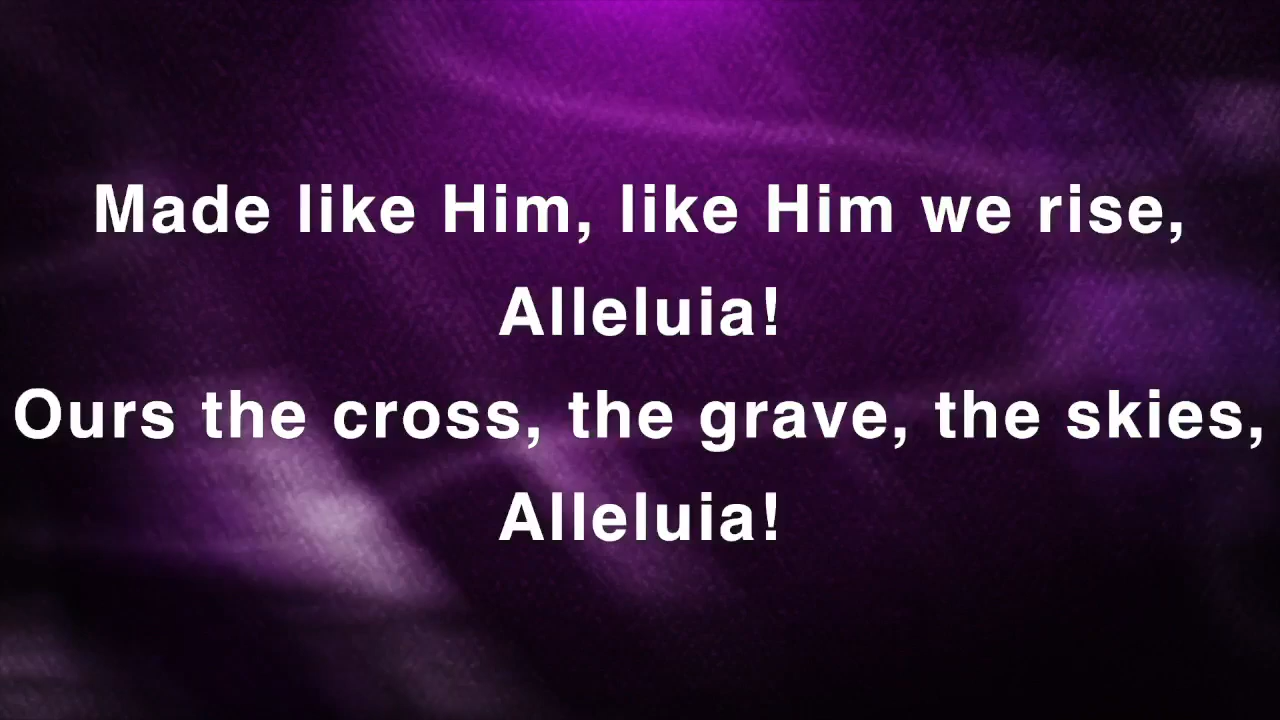 Made like Him, like Him we rise,
Alleluia!
Ours the cross, the grave, the skies,
Alleluia!